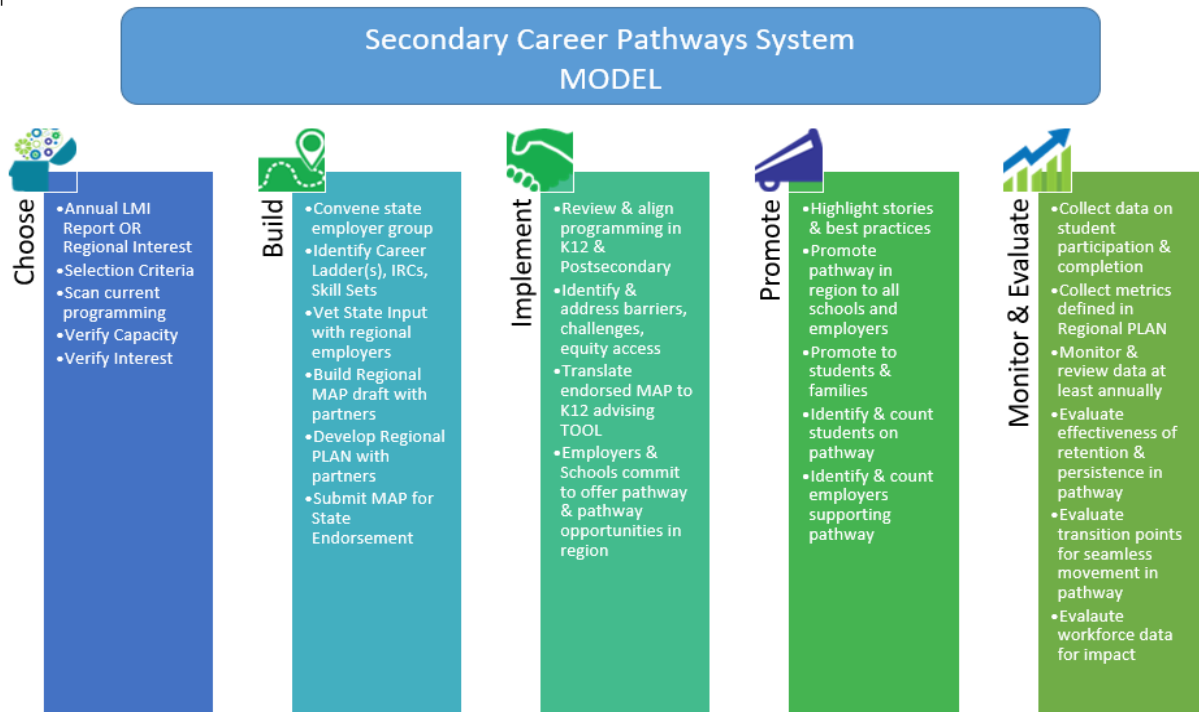 Secondary Career Pathways System
MODEL
Choose
•Annual LMI
Report OR
Regional Interest
•Selection Criteria
•Scan current
programming
•Verify Capacity
•Verify Interest
Build
•Convene state
employer group
•Identify Career
Ladder(s), IRCs,
Skill Sets
•Vet State Input
with regional
employers
•Build Regional
MAP draft with
partners
•Develop Regional
PLAN with
partners
•Submit MAP for
State
Endorsement
Implement
•Review & align
programming in
K12 &
Postsecondary
•Identify &
address barriers,
challenges,
equity access
•Translate
endorsed MAP to
K12 advising
TOOL
•Employers &
Schools commit
to offer pathway
& pathway
opportunities in
region
Promote
•Highlight stories
& best practices
•Promote
pathway in
region to all
schools and
employers
•Promote to
students &
families
•Identify & count
students on
pathway
•Identify & count
employers
supporting
pathway
Monitor & Evaluate
•Collect data on
student
participation &
completion
•Collect metrics
defined in
Regional PLAN
•Monitor &
review data at
least annually
•Evaluate
effectiveness of
retention &
persistence in
pathway
•Evaluate
transition points
for seamless
movement in
pathway
•Evalaute
workforce data
for impact